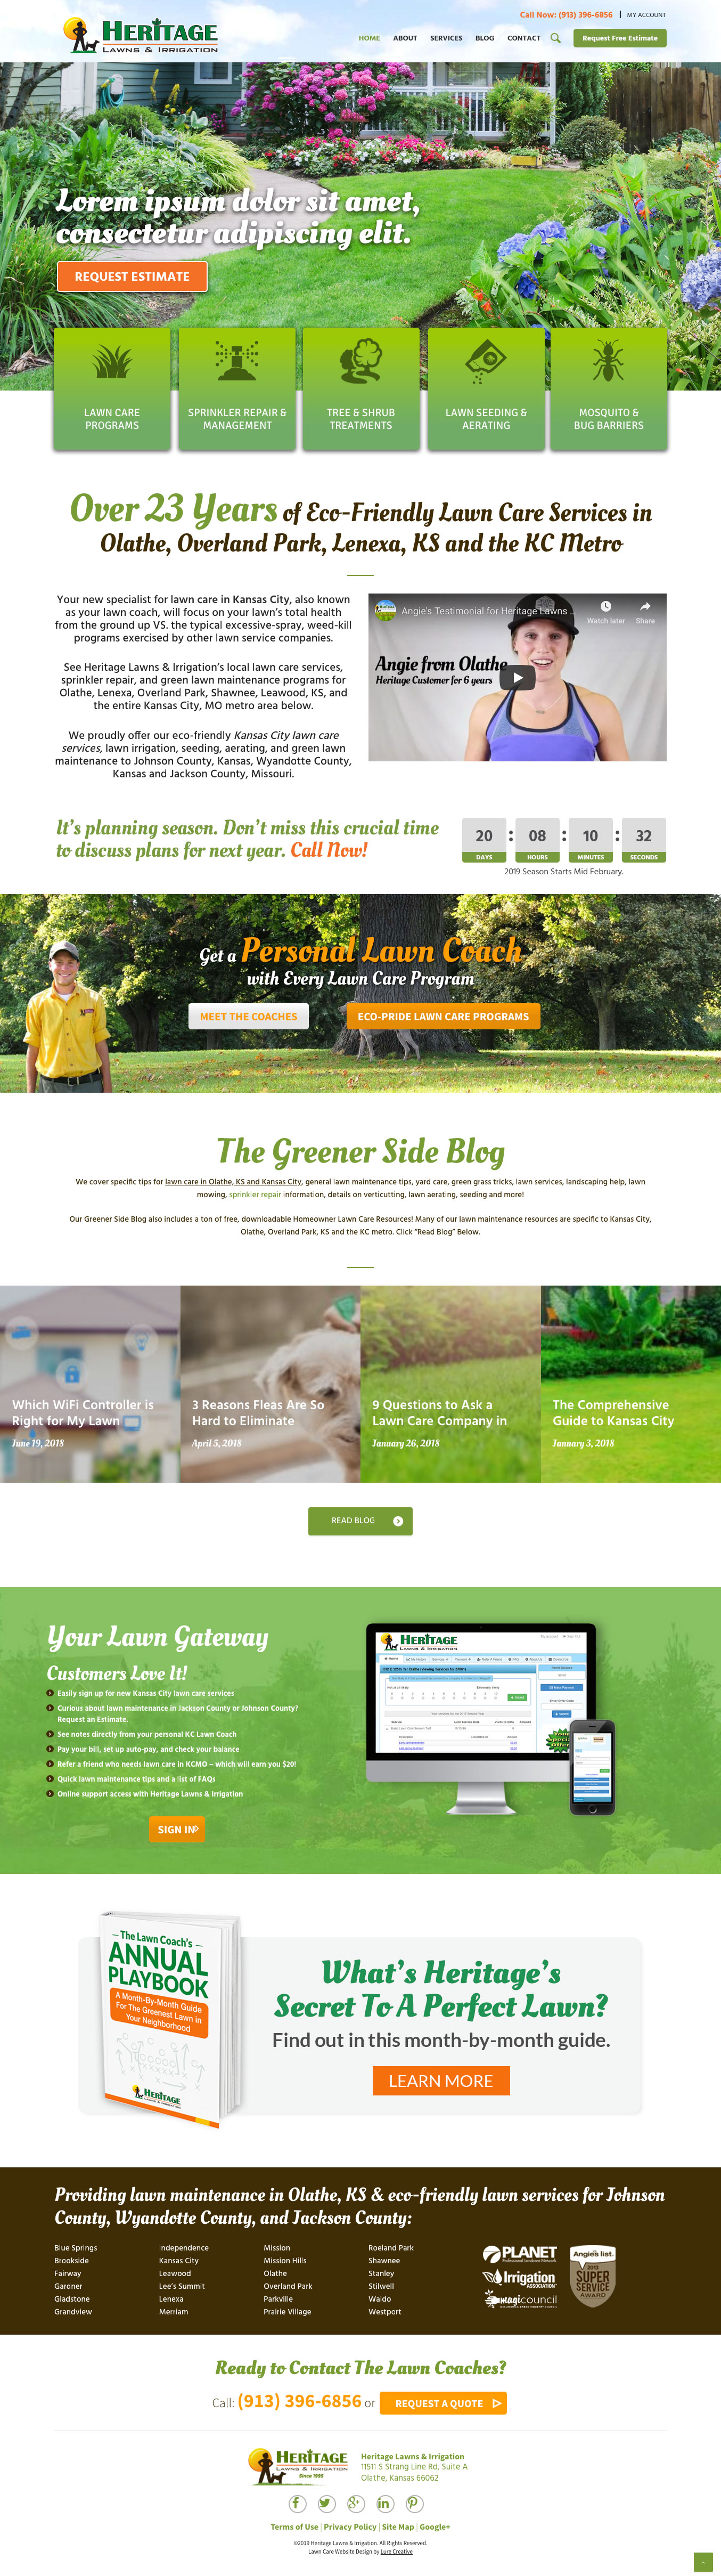 Call Now: (913) 396-6856 | MY ACCOUNT
HERITAGE
LAWNS & IRRIGATION
HOME ABOUT SERVICES BLOG CONTACT Request Free Estimate
Lorem ipsum dolor sit amet,
consectetur adipiscing elit.
REQUEST ESTIMATE
LAWN CARE
PROGRAMS
SPRINKLER REPAIR &
MANAGEMENT
TREE & SHRUB
TREATMENTS
LAWN SEEDING &
AERATING
MOSQUITO &
BUG BARRIERS
Over 23 Years of Eco-Friendly Lawn Care Services in
Olathe, Overland Park, Lenexa, KS and the KC Metro
Your new specialist for lawn care in Kansas City, also known
as your lawn coach, will focus on your lawn's total health
from the ground up VS. the typical excessive-spray, weed-kill
programs exercised by other lawn service companies.
See Heritage Lawns & Irrigation's local lawn care services,
sprinkler repair, and green lawn maintenance programs for
Olathe, Lenexa, Overland Park, Shawnee, Leawood, KS, and
the entire Kansas City, MO metro area below.
We proudly offer our eco-friendly Kansas City lawn care
services, lawn irrigation, seeding, aerating, and green lawn
maintenance to Johnson County, Kansas, Wyandotte County,
Kansas and Jackson County, Missouri.
Angie's Testimonial for Heritage Lawns ...
Watch later Share
Angie from Olathe
Heritage Customer for 6 years
It's planning season. Don't miss this crucial time
to discuss plans for next year. Call Now!
20 : 08 : 10 : 32
DAYS HOURS MINUTES SECONDS
2019 Season Starts Mid February.
Get a Personal Lawn Coach
with Every Lawn Care Program
MEET THE COACHES
ECO-PRIDE LAWN CARE PROGRAMS
The Greener Side Blog
We cover specific tips for lawn care in Olathe, KS and Kansas City, general lawn maintenance tips, yard care, green grass tricks, lawn services, landscaping help, lawn
mowing, sprinkler repair information, details on verticutting, lawn aerating, seeding and more!
Our Greener Side Blog also includes a ton of free, downloadable Homeowner Lawn Care Resources! Many of our lawn maintenance resources are specific to Kansas City,
Olathe, Overland Park, KS and the KC metro. Click "Read Blog" Below.
Which WiFi Controller is
Right for My Lawn
June 19, 2018
3 Reasons Fleas Are So
Hard to Eliminate
April 5, 2018
9 Questions to Ask a
Lawn Care Company in
January 26, 2018
The Comprehensive
Guide to Kansas City
January 3, 2018
READ BLOG
Your Lawn Gateway
Customers Love It!
Easily sign up for new Kansas City lawn care services
Curious about lawn maintenance in Jackson County or Johnson County?
Request an Estimate.
See notes directly from your personal KC Lawn Coach
Pay your bill, set up auto-pay, and check your balance
Refer a friend who needs lawn care in KCMO – which will earn you $20!
Quick lawn maintenance tips and a list of FAQs
Online support access with Heritage Lawns & Irrigation
SIGN IN
HERITAGE
LAWNS & IRRIGATION
The Lawn Coach's
ANNUAL
PLAYBOOK
A Month-By-Month Guide
For The Greenest Lawn in
Your Neighborhood
HERITAGE
LAWNS & IRRIGATION
What's Heritage's
Secret To A Perfect Lawn?
Find out in this month-by-month guide.
LEARN MORE
Providing lawn maintenance in Olathe, KS & eco-friendly lawn services for Johnson
County, Wyandotte County, and Jackson County:
Blue Springs
Brookside
Fairway
Gardner
Gladstone
Grandview
Independence
Kansas City
Leawood
Lee's Summit
Lenexa
Merriam
Mission
Mission Hills
Olathe
Overland Park
Parkville
Prairie Village
Roeland Park
Shawnee
Stanley
Stilwell
Waldo
Westport
PLANET
Professional Landcare Network
Irrigation
ASSOCIATION
council
Angie's list
2013
SUPER
SERVICE
AWARD
Ready to Contact The Lawn Coaches?
Call: (913) 396-6856 or REQUEST A QUOTE
HERITAGE
LAWNS & IRRIGATION
Since 1995
Heritage Lawns & Irrigation
11511 S Strang Line Rd, Suite A
Olathe, Kansas 66062
Terms of Use | Privacy Policy | Site Map | Google+
©2019 Heritage Lawns & Irrigation. All Rights Reserved.
Lawn Care Website Design by Lure Creative